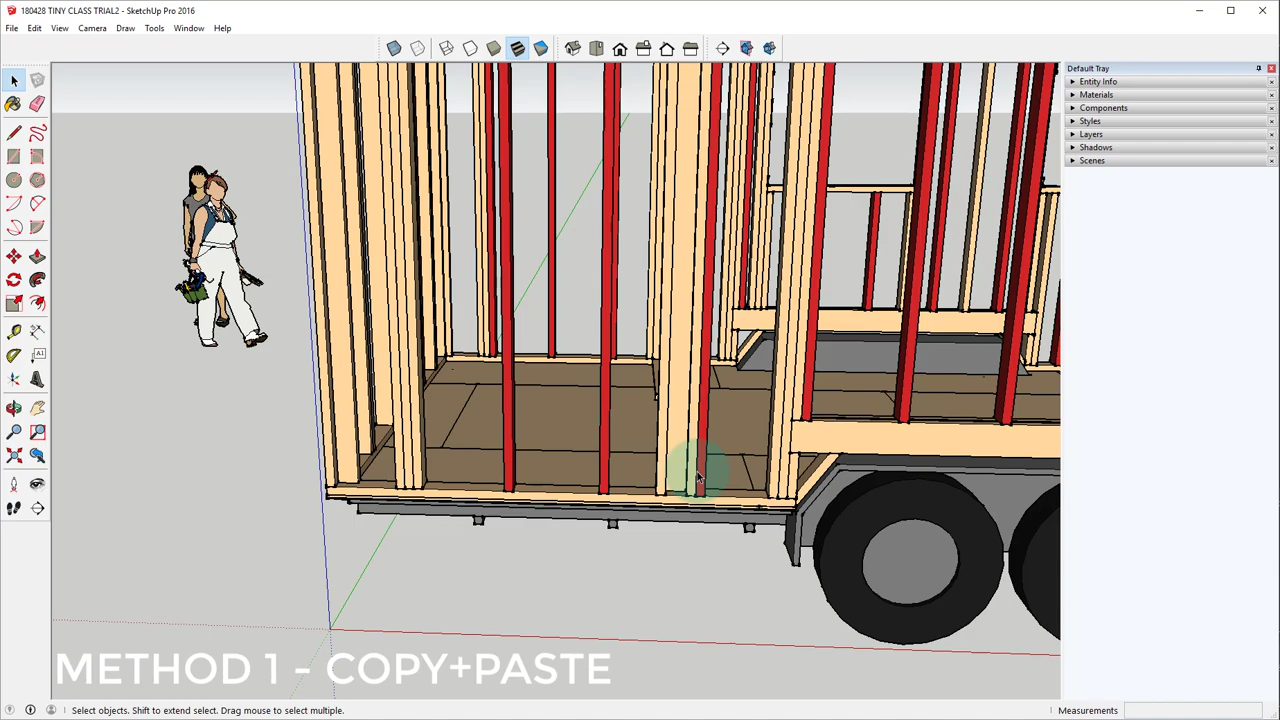 180428 TINY CLASS TRIAL2 - SketchUp Pro 2016
File Edit View Camera Draw Tools Window Help
Default Tray
Entity Info
Materials
Components
Styles
Layers
Shadows
Scenes
METHOD 1 - COPY+PASTE
Select objects. Shift to extend select. Drag mouse to select multiple.
Measurements